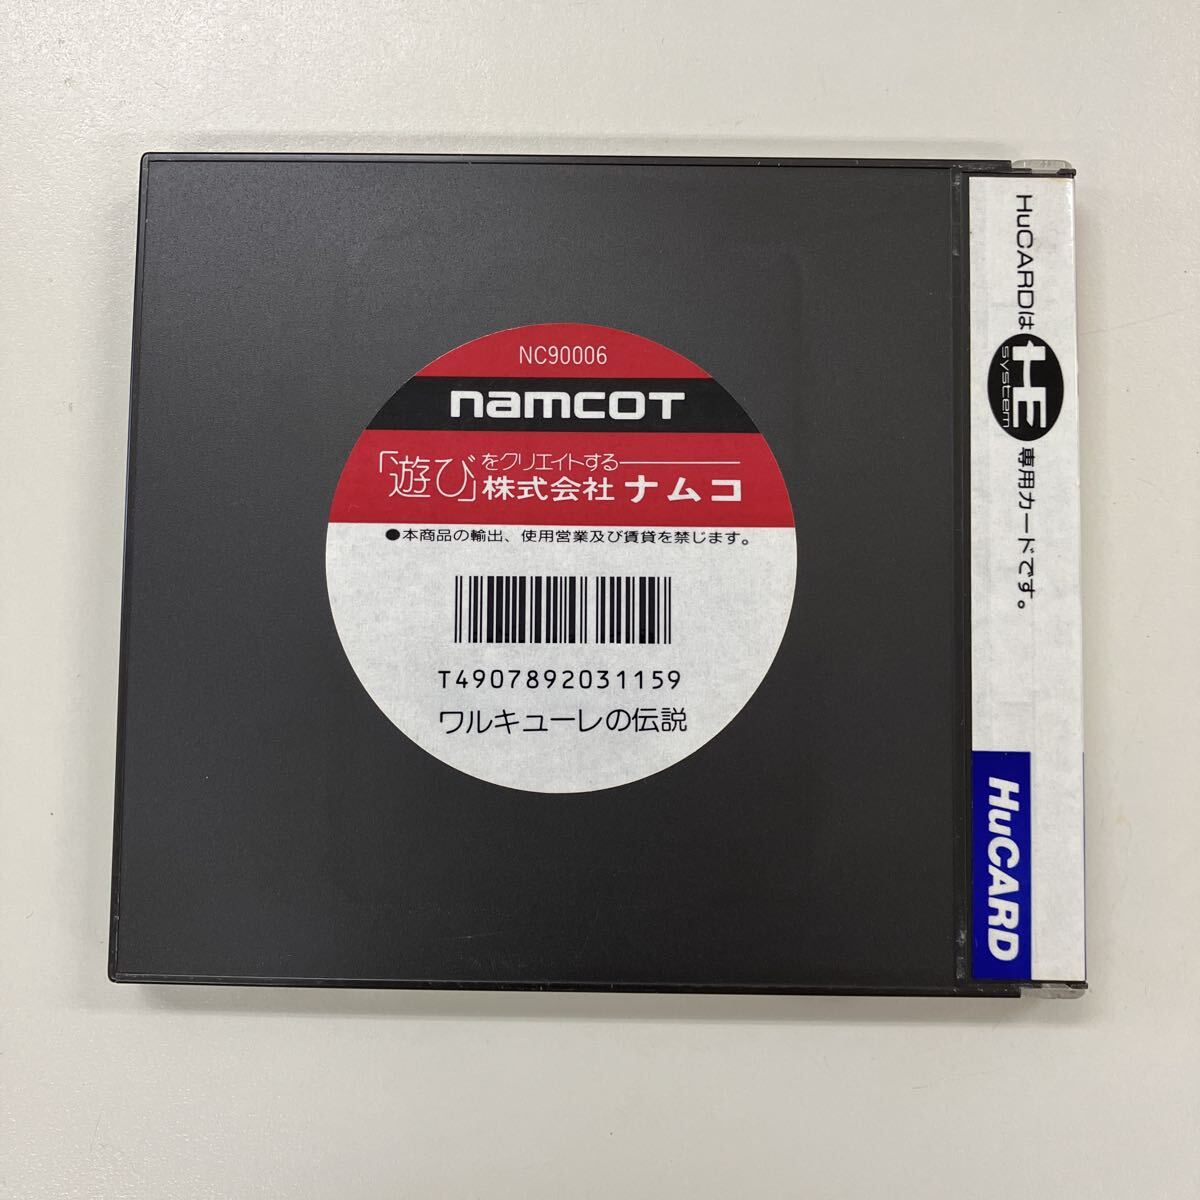 NC90006
namcoT
「遊び」をクリエイトする
株式会社ナムコ
●本商品の輸出、使用営業及び賃貸を禁じます。
T4907892031159
ワルキューレの伝説
HuCARDは HE system 専用カードです。
HuCARD